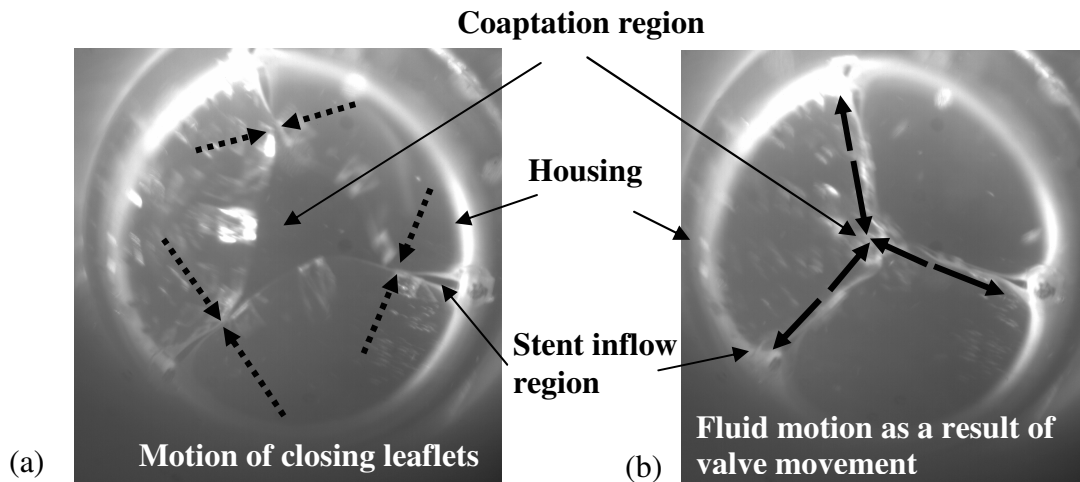 Coaptation region
Housing
Stent inflow
region
(a)
Motion of closing leaflets
(b)
Fluid motion as a result of
valve movement